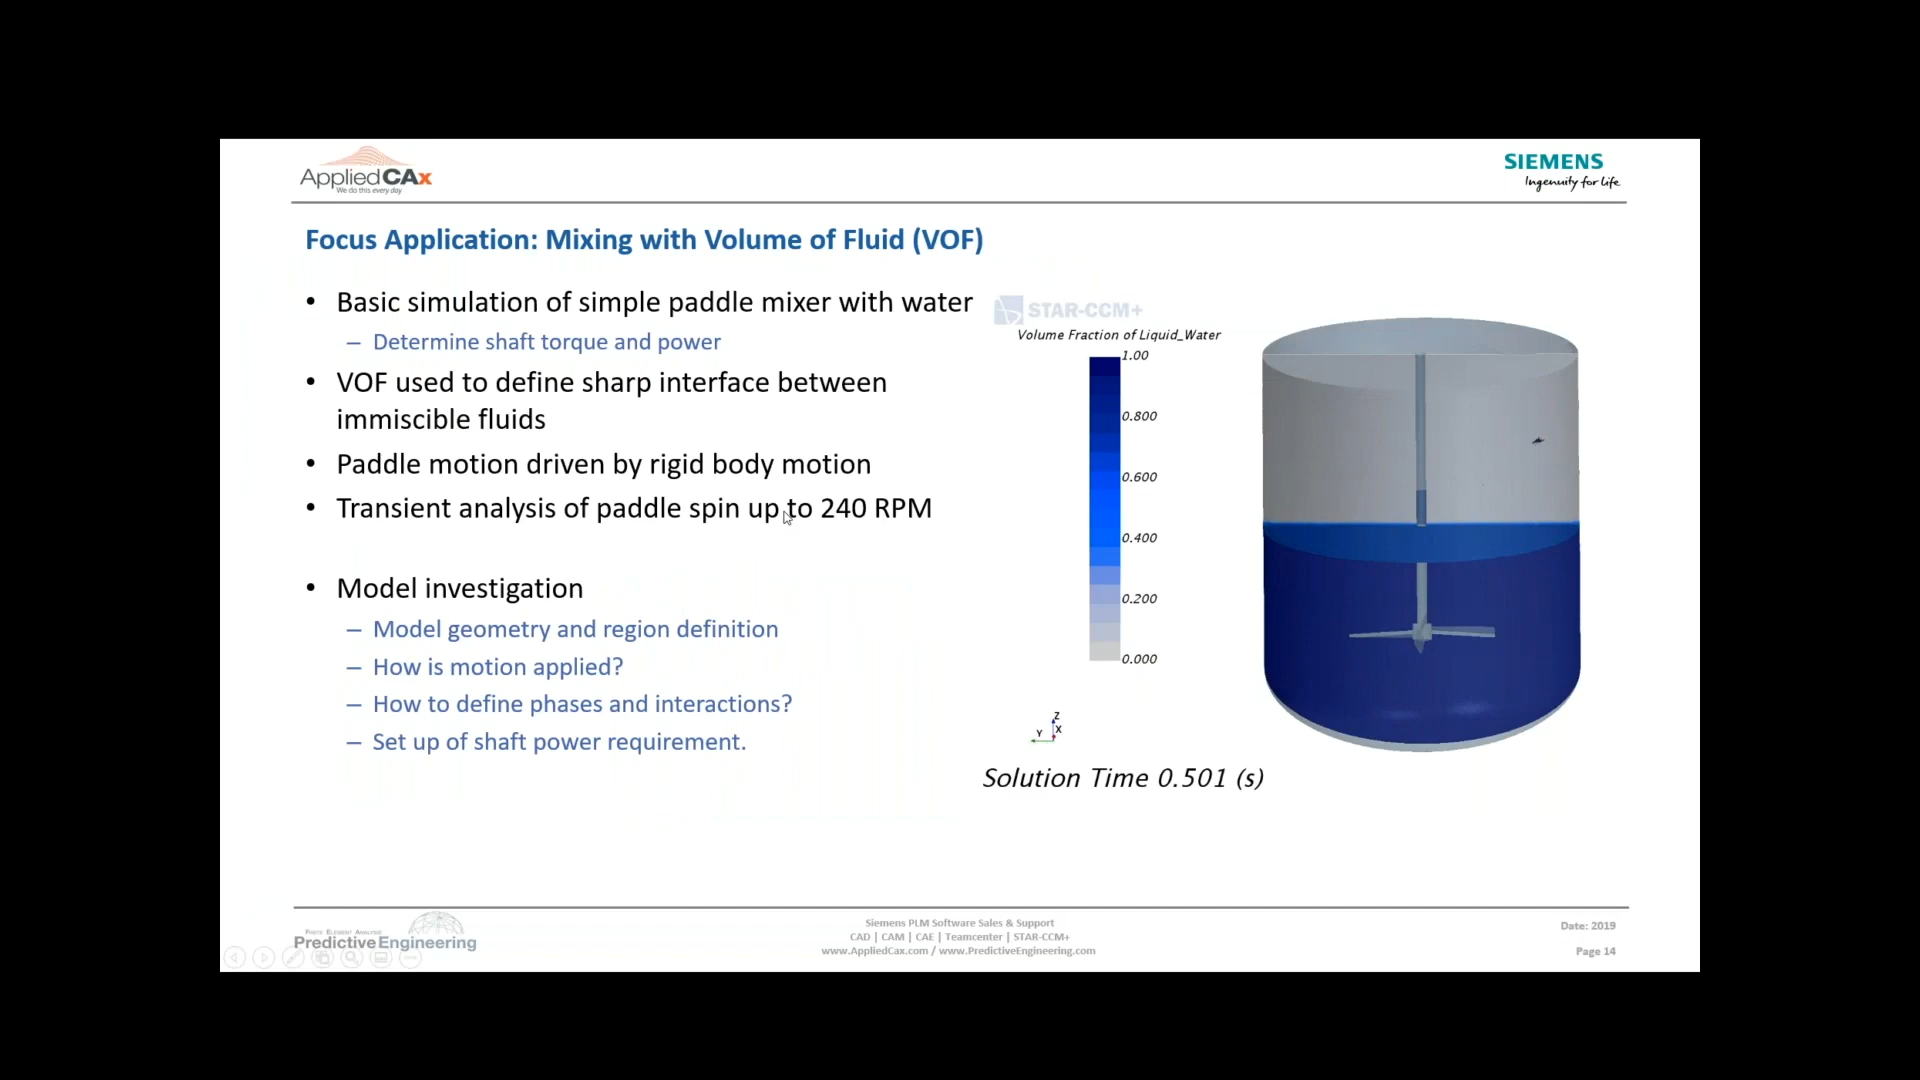 AppliedCAx
We do this every day
SIEMENS
Ingenuity for life
Focus Application: Mixing with Volume of Fluid (VOF)
• Basic simulation of simple paddle mixer with water
– Determine shaft torque and power
• VOF used to define sharp interface between
immiscible fluids
• Paddle motion driven by rigid body motion
• Transient analysis of paddle spin up to 240 RPM
• Model investigation
– Model geometry and region definition
– How is motion applied?
– How to define phases and interactions?
– Set up of shaft power requirement.
STAR-CCM+
Volume Fraction of Liquid_Water
1.00
0.800
0.600
0.400
0.200
0.000
Z
Y X
Solution Time 0.501 (s)
Finite Element Analysis
Predictive Engineering
Siemens PLM Software Sales & Support
CAD | CAM | CAE | Teamcenter | STAR-CCM+
www.AppliedCax.com / www.PredictiveEngineering.com
Date: 2019
Page 14